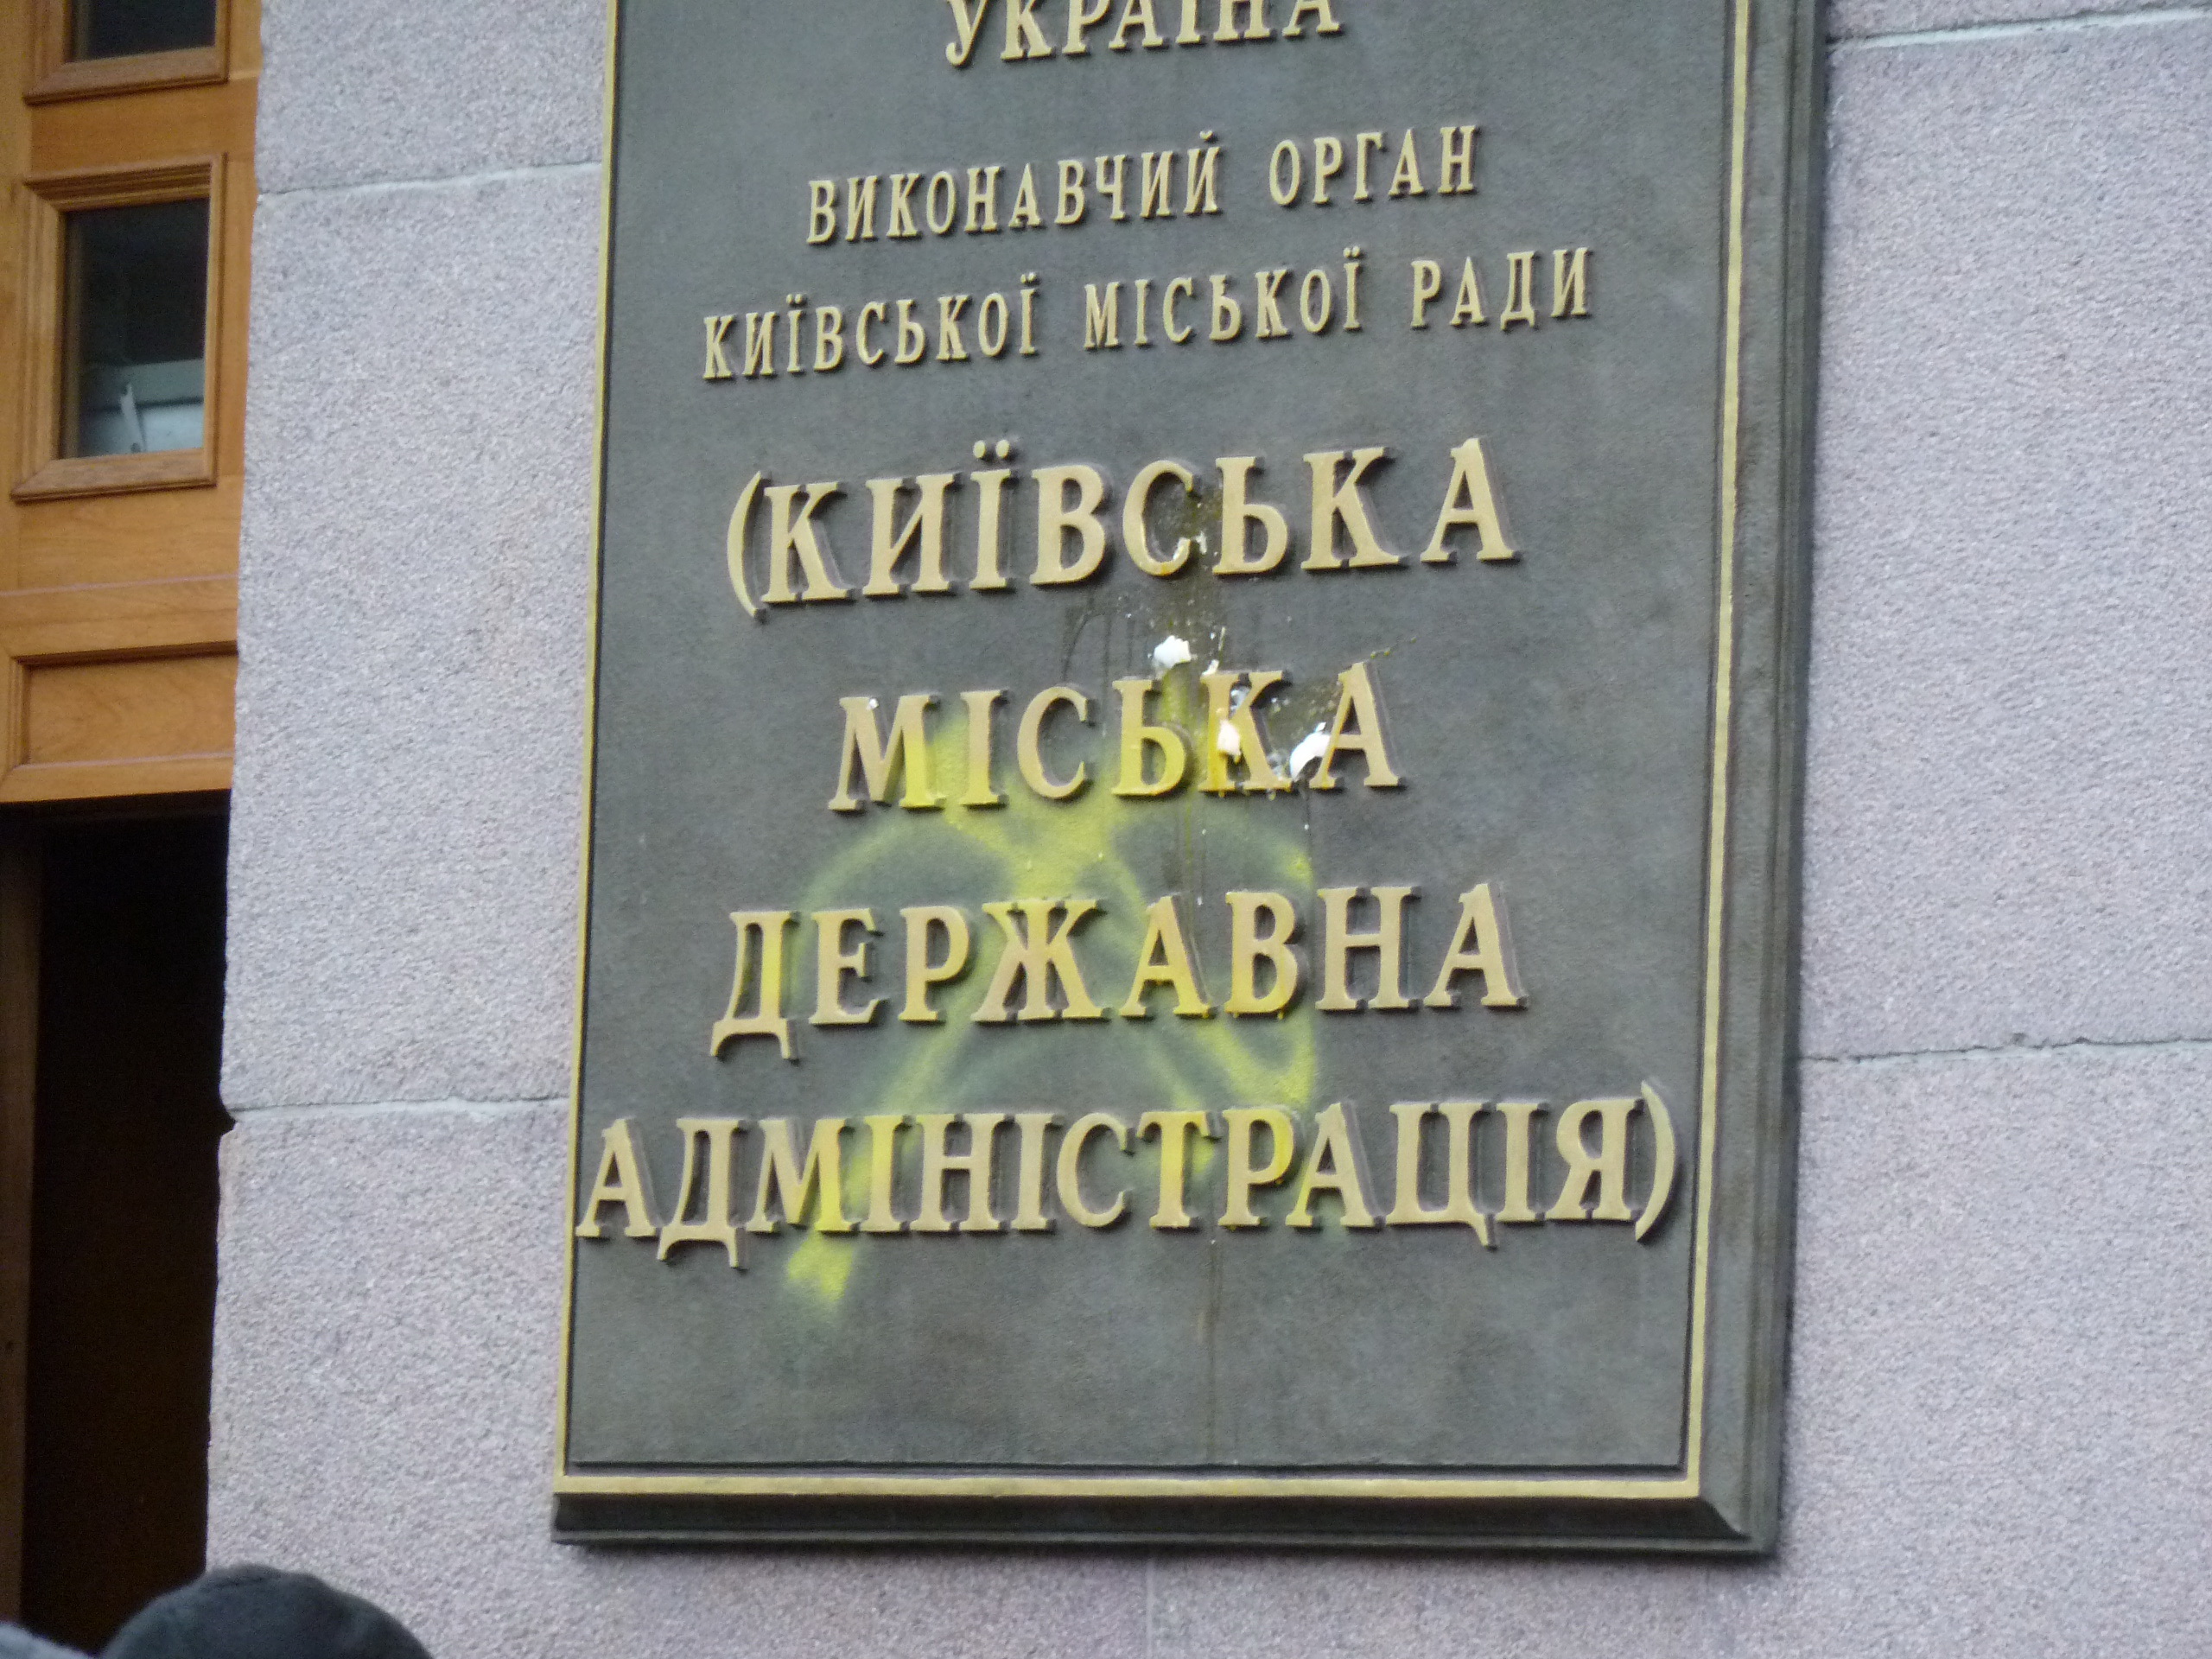 УКРАЇНА
ВИКОНАВЧИЙ ОРГАН
КИЇВСЬКОЇ МІСЬКОЇ РАДИ
(КИЇВСЬКА
МІСЬКА
ДЕРЖАВНА
АДМІНІСТРАЦІЯ)